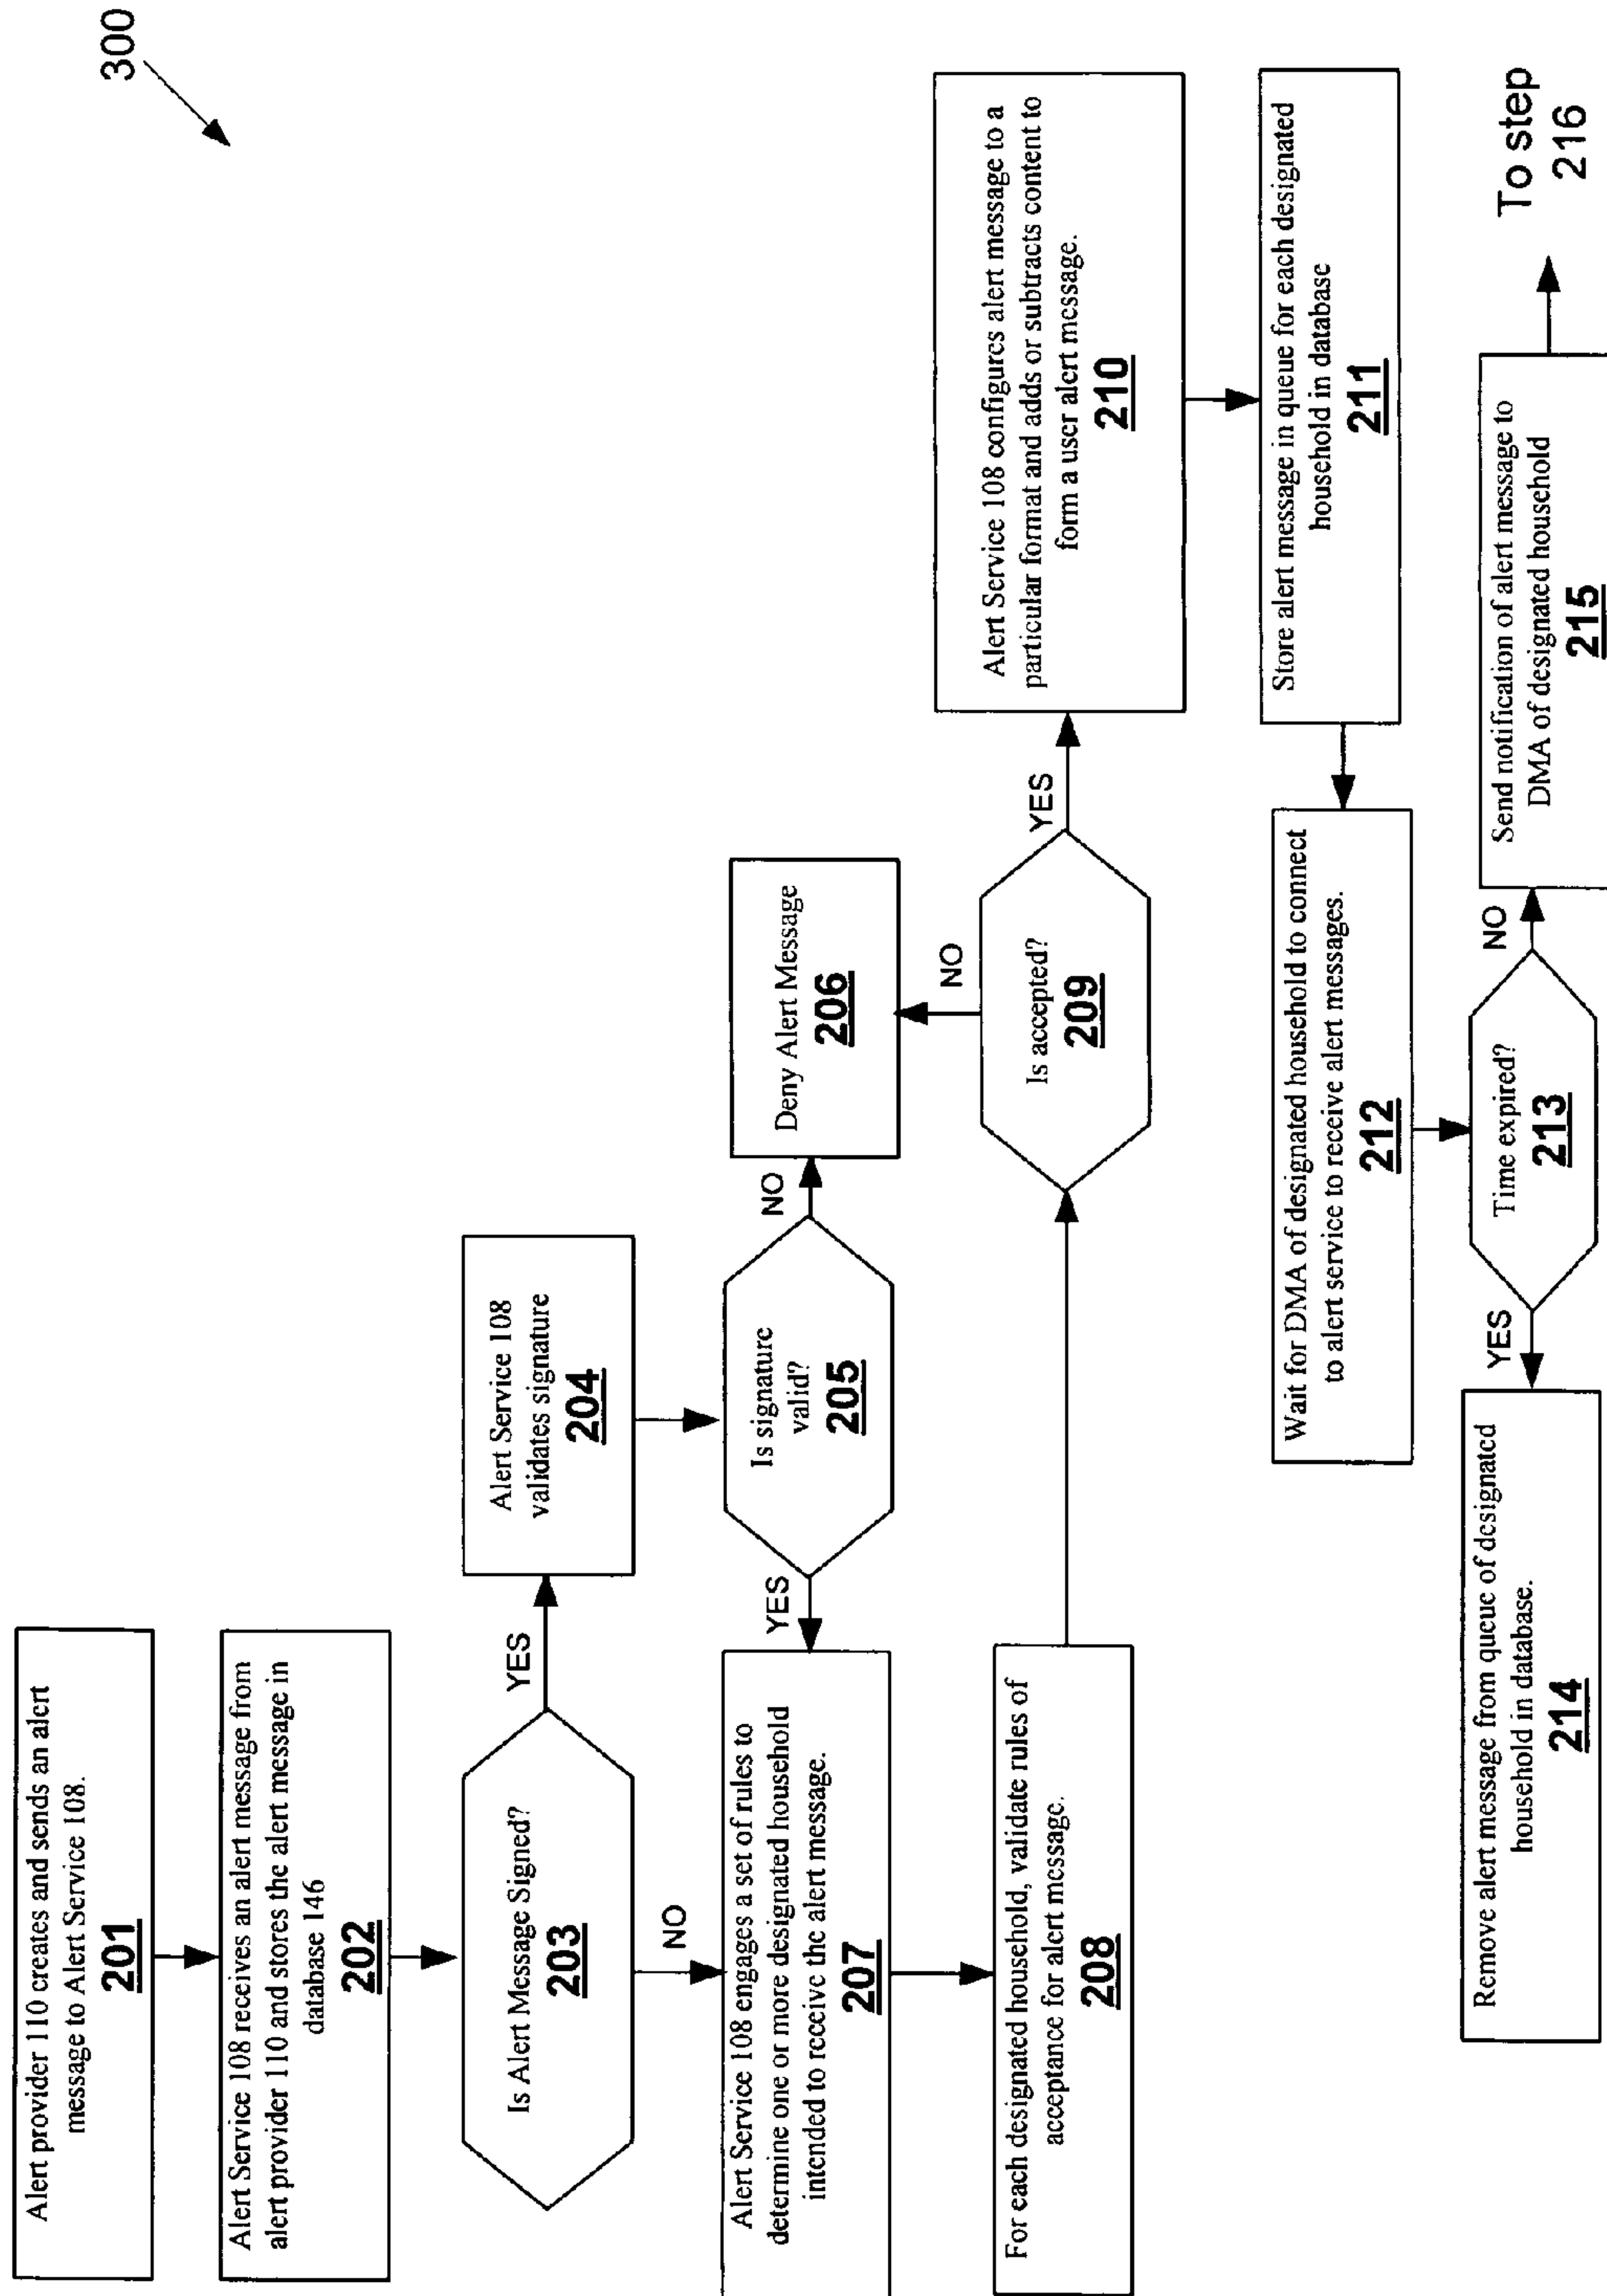 300
Alert provider 110 creates and sends an alert
message to Alert Service 108.
201
Alert Service 108 receives an alert message from
alert provider 110 and stores the alert message in
database 146
202
Is Alert Message Signed?
203
YES
NO
Alert Service 108
validates signature
204
Is signature
valid?
205
YES
NO
Deny Alert Message
206
Alert Service 108 engages a set of rules to
determine one or more designated household
intended to receive the alert message.
207
For each designated household, validate rules of
acceptance for alert message.
208
Is accepted?
209
NO
YES
Alert Service 108 configures alert message to a
particular format and adds or subtracts content to
form a user alert message.
210
Store alert message in queue for each designated
household in database
211
Wait for DMA of designated household to connect
to alert service to receive alert messages.
212
Time expired?
213
YES
NO
Remove alert message from queue of designated
household in database.
214
Send notification of alert message to
DMA of designated household
215
To step
216